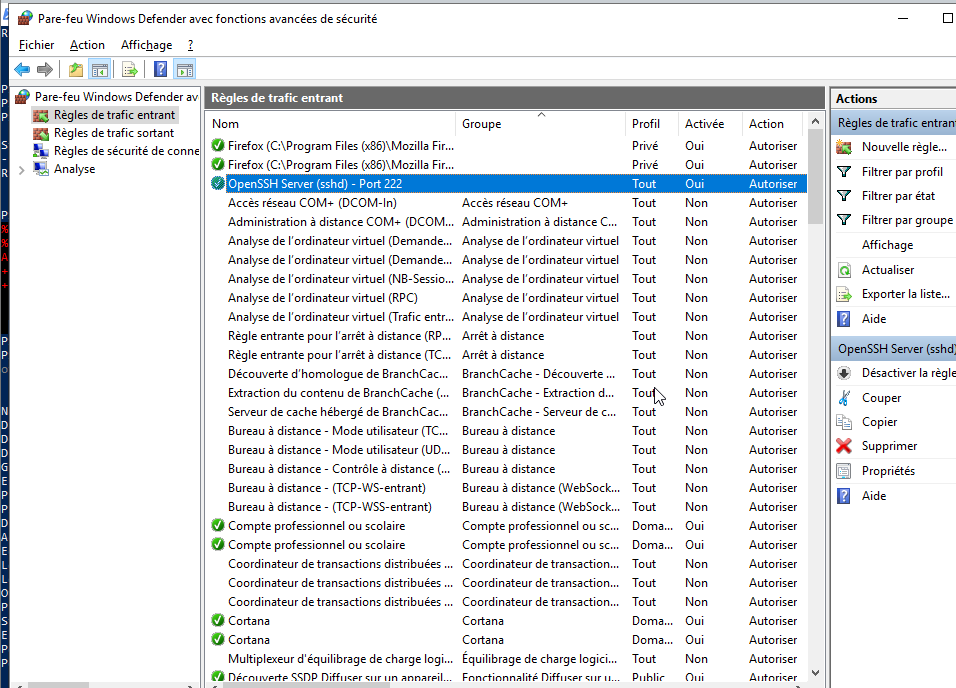 Pare-feu Windows Defender avec fonctions avancées de sécurité
Fichier Action Affichage ?
Pare-feu Windows Defender av
Règles de trafic entrant
Règles de trafic sortant
Règles de sécurité de conne
Analyse
Règles de trafic entrant
Nom Groupe Profil Activée Action
Firefox (C:\Program Files (x86)\Mozilla Fir... Privé Oui Autoriser
Firefox (C:\Program Files (x86)\Mozilla Fir... Privé Oui Autoriser
OpenSSH Server (sshd) - Port 222 Tout Oui Autoriser
Accès réseau COM+ (DCOM-In) Accès réseau COM+ Tout Non Autoriser
Administration à distance COM+ (DCOM... Administration à distance C... Tout Non Autoriser
Analyse de l'ordinateur virtuel (Demande... Analyse de l'ordinateur virtuel Tout Non Autoriser
Analyse de l'ordinateur virtuel (Demande... Analyse de l'ordinateur virtuel Tout Non Autoriser
Analyse de l'ordinateur virtuel (NB-Sessio... Analyse de l'ordinateur virtuel Tout Non Autoriser
Analyse de l'ordinateur virtuel (RPC) Analyse de l'ordinateur virtuel Tout Non Autoriser
Analyse de l'ordinateur virtuel (Trafic entr... Analyse de l'ordinateur virtuel Tout Non Autoriser
Règle entrante pour l'arrêt à distance (RP... Arrêt à distance Tout Non Autoriser
Règle entrante pour l'arrêt à distance (TC... Arrêt à distance Tout Non Autoriser
Découverte d'homologue de BranchCac... BranchCache - Découverte ... Tout Non Autoriser
Extraction du contenu de BranchCache (... BranchCache - Extraction d... Tout Non Autoriser
Serveur de cache hébergé de BranchCac... BranchCache - Serveur de c... Tout Non Autoriser
Bureau à distance - Mode utilisateur (TC... Bureau à distance Tout Non Autoriser
Bureau à distance - Mode utilisateur (UD... Bureau à distance Tout Non Autoriser
Bureau à distance - Contrôle à distance (... Bureau à distance Tout Non Autoriser
Bureau à distance - (TCP-WS-entrant) Bureau à distance (WebSock... Tout Non Autoriser
Bureau à distance - (TCP-WSS-entrant) Bureau à distance (WebSock... Tout Non Autoriser
Compte professionnel ou scolaire Compte professionnel ou sc... Doma... Oui Autoriser
Compte professionnel ou scolaire Compte professionnel ou sc... Doma... Oui Autoriser
Coordinateur de transactions distribuées ... Coordinateur de transaction... Tout Non Autoriser
Coordinateur de transactions distribuées ... Coordinateur de transaction... Tout Non Autoriser
Coordinateur de transactions distribuées ... Coordinateur de transaction... Tout Non Autoriser
Cortana Cortana Doma... Oui Autoriser
Cortana Cortana Doma... Oui Autoriser
Multiplexeur d'équilibrage de charge logi... Équilibrage de charge logici... Tout Non Autoriser
Découverte SSDP Diffuser sur un appareil... Fonctionnalité Diffuser sur u... Public Oui Autoriser
Actions
Règles de trafic entrant
Nouvelle règle...
Filtrer par profil
Filtrer par état
Filtrer par groupe
Affichage
Actualiser
Exporter la liste...
Aide
OpenSSH Server (sshd)
Désactiver la règle
Couper
Copier
Supprimer
Propriétés
Aide